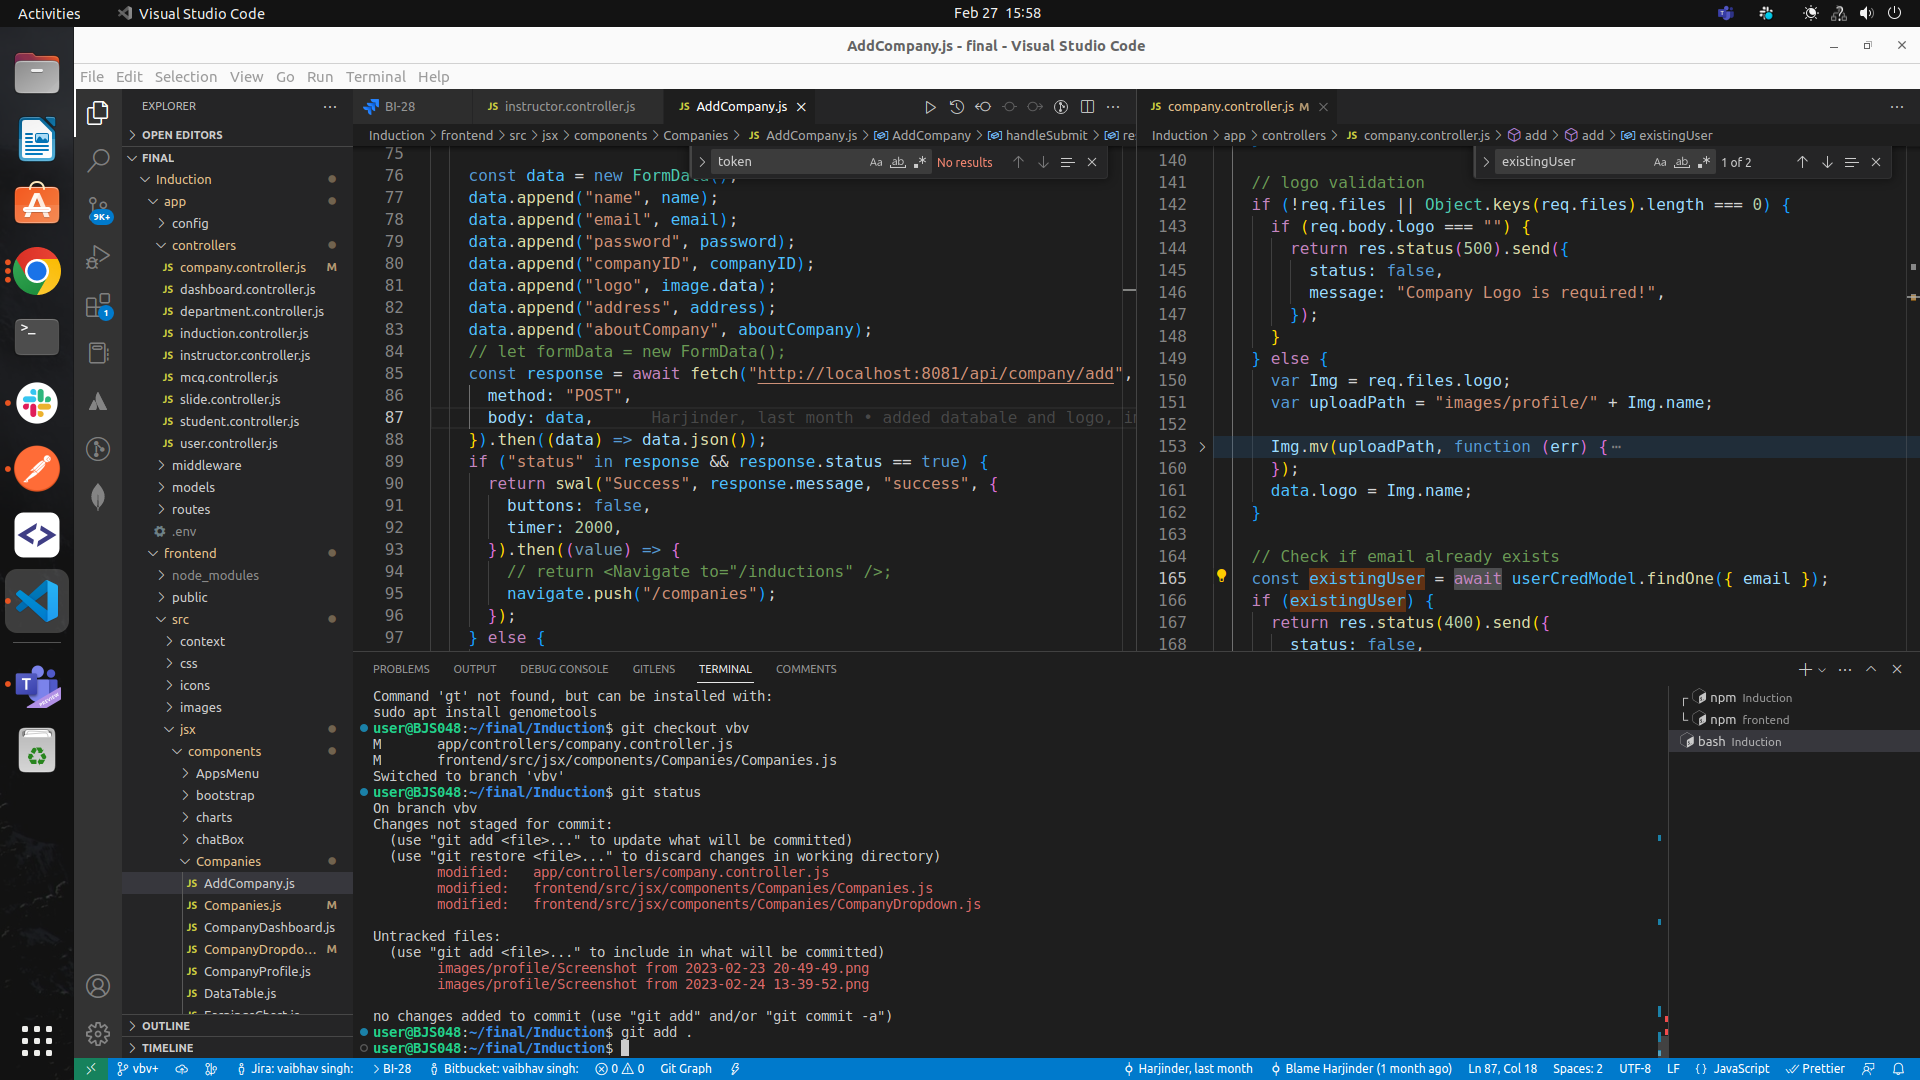 Activities
Visual Studio Code
Feb 27 15:58
AddCompany.js - final - Visual Studio Code
File Edit Selection View Go Run Terminal Help
EXPLORER
OPEN EDITORS
FINAL
Induction
app
config
controllers
JS company.controller.js M
JS dashboard.controller.js
JS department.controller.js
JS induction.controller.js
JS instructor.controller.js
JS mcq.controller.js
JS slide.controller.js
JS student.controller.js
JS user.controller.js
middleware
models
routes
.env
frontend
node_modules
public
src
context
css
icons
images
jsx
components
AppsMenu
bootstrap
charts
chatBox
Companies
JS AddCompany.js
JS Companies.js M
JS CompanyDashboard.js
JS CompanyDropdo... M
JS CompanyProfile.js
JS DataTable.js
OUTLINE
TIMELINE
9K+
1
BI-28
JS instructor.controller.js
JS AddCompany.js
Induction > frontend > src > jsx > components > Companies > JS AddCompany.js > AddCompany > handleSubmit > re
token
Aa ab .* No results
75
76 const data = new FormData();
77 data.append("name", name);
78 data.append("email", email);
79 data.append("password", password);
80 data.append("companyID", companyID);
81 data.append("logo", image.data);
82 data.append("address", address);
83 data.append("aboutCompany", aboutCompany);
84 // let formData = new FormData();
85 const response = await fetch("http://localhost:8081/api/company/add",
86 method: "POST",
87 body: data, Harjinder, last month • added databale and logo, i
88 }).then((data) => data.json());
89 if ("status" in response && response.status == true) {
90 return swal("Success", response.message, "success", {
91 buttons: false,
92 timer: 2000,
93 }).then((value) => {
94 // return <Navigate to="/inductions" />;
95 navigate.push("/companies");
96 });
97 } else {
JS company.controller.js M
Induction > app > controllers > JS company.controller.js > add > add > existingUser
existingUser
Aa ab .* 1 of 2
140
141 // logo validation
142 if (!req.files || Object.keys(req.files).length === 0) {
143 if (req.body.logo === "") {
144 return res.status(500).send({
145 status: false,
146 message: "Company Logo is required!",
147 });
148 }
149 } else {
150 var Img = req.files.logo;
151 var uploadPath = "images/profile/" + Img.name;
152
153 Img.mv(uploadPath, function (err) {⋯
160 });
161 data.logo = Img.name;
162 }
163
164 // Check if email already exists
165 const existingUser = await userCredModel.findOne({ email });
166 if (existingUser) {
167 return res.status(400).send({
168 status: false,
PROBLEMS OUTPUT DEBUG CONSOLE GITLENS TERMINAL COMMENTS
Command 'gt' not found, but can be installed with:
sudo apt install genometools
user@BJS048:~/final/Induction$ git checkout vbv
M app/controllers/company.controller.js
M frontend/src/jsx/components/Companies/Companies.js
Switched to branch 'vbv'
user@BJS048:~/final/Induction$ git status
On branch vbv
Changes not staged for commit:
(use "git add <file>..." to update what will be committed)
(use "git restore <file>..." to discard changes in working directory)
modified: app/controllers/company.controller.js
modified: frontend/src/jsx/components/Companies/Companies.js
modified: frontend/src/jsx/components/Companies/CompanyDropdown.js
Untracked files:
(use "git add <file>..." to include in what will be committed)
images/profile/Screenshot from 2023-02-23 20-49-49.png
images/profile/Screenshot from 2023-02-24 13-39-52.png
no changes added to commit (use "git add" and/or "git commit -a")
user@BJS048:~/final/Induction$ git add .
user@BJS048:~/final/Induction$
npm Induction
npm frontend
bash Induction
vbv+
Jira: vaibhav singh:
> BI-28
Bitbucket: vaibhav singh:
0 0
Git Graph
Harjinder, last month
Blame Harjinder (1 month ago)
Ln 87, Col 18
Spaces: 2
UTF-8
LF
{ } JavaScript
Prettier